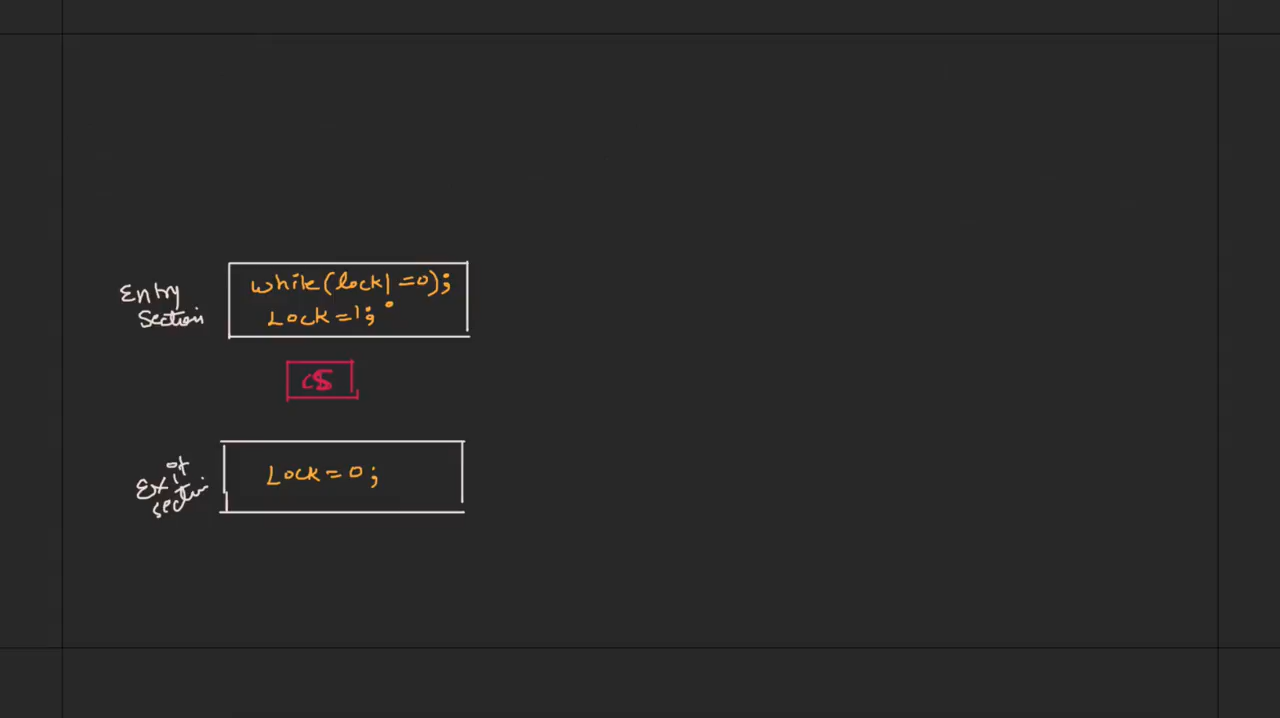 while(lock!=0);
Entry
Section
Lock=1;
CS
Lock=0;
Exit
section